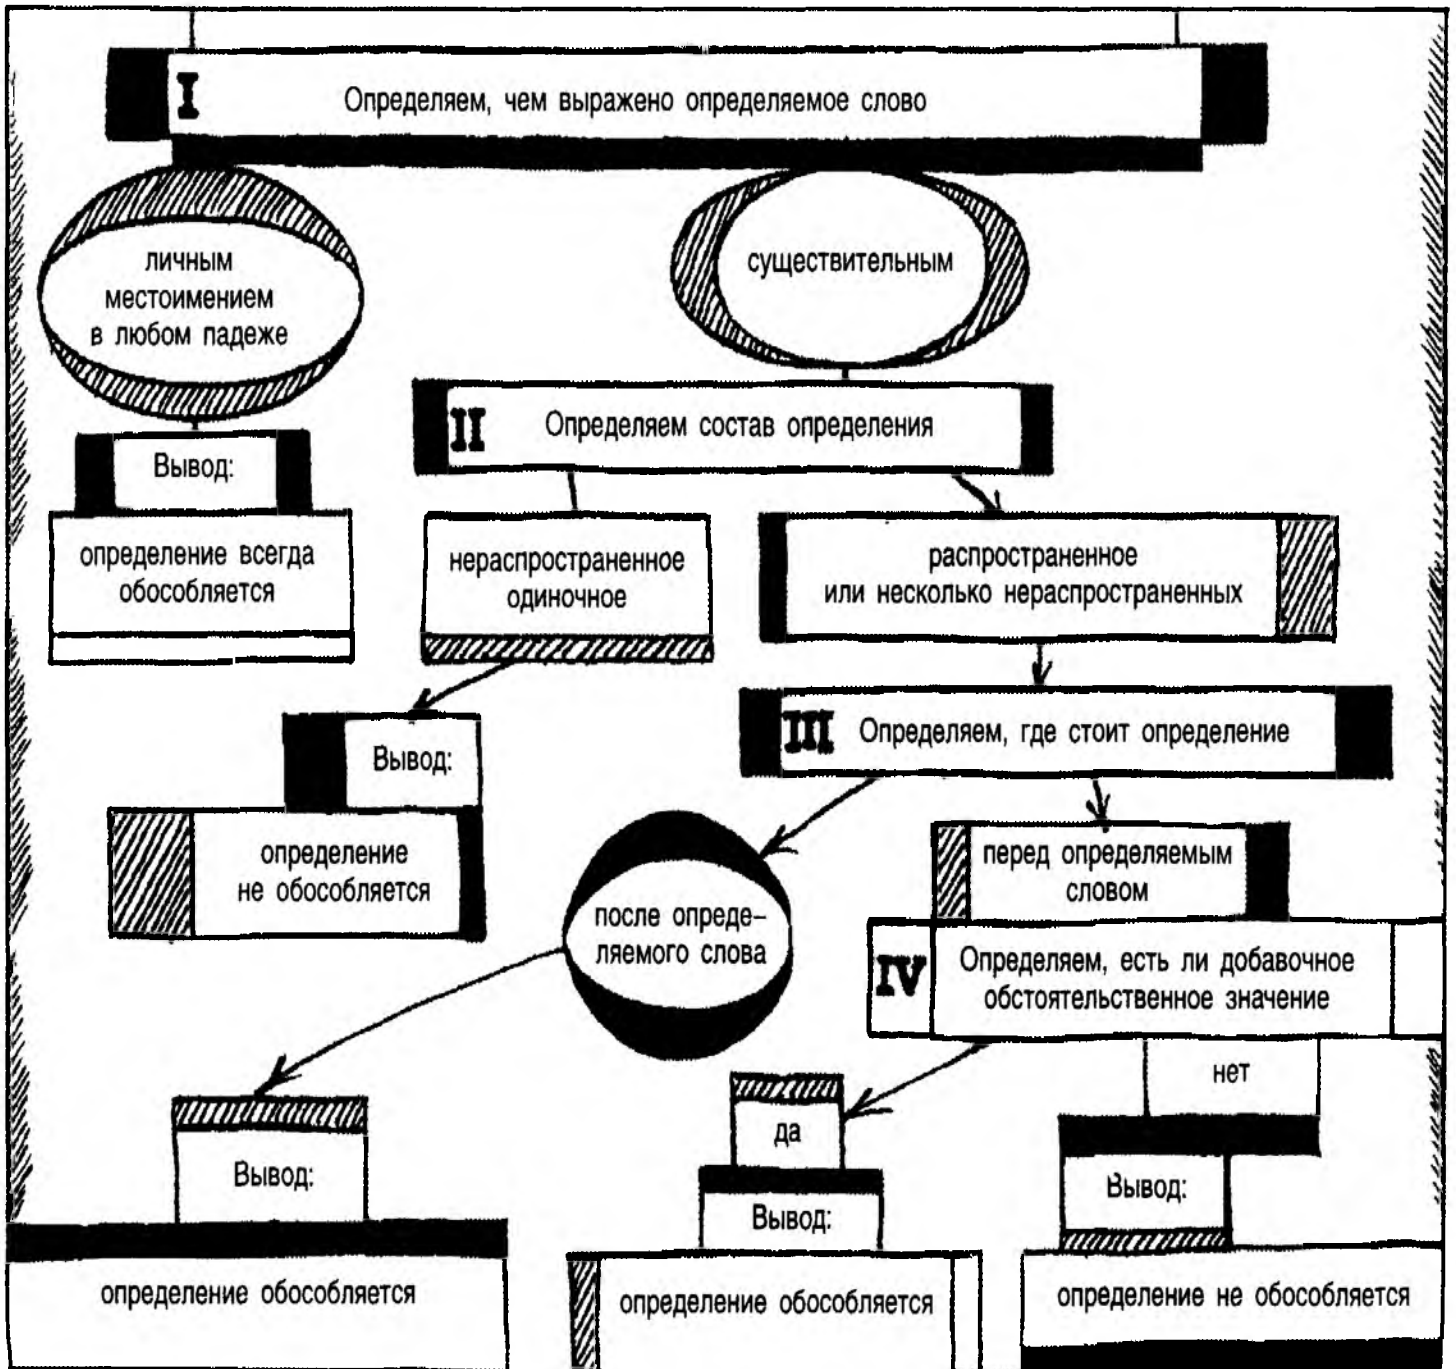 I Определяем, чем выражено определяемое слово
личным
местоимением
в любом падеже
существительным
II Определяем состав определения
Вывод:
определение всегда
обособляется
нераспространенное
одиночное
распространенное
или несколько нераспространенных
III Определяем, где стоит определение
Вывод:
определение
не обособляется
после опреде–
ляемого слова
перед определяемым
словом
IV Определяем, есть ли добавочное
обстоятельственное значение
нет
да
Вывод:
Вывод:
Вывод:
определение обособляется
определение обособляется
определение не обособляется